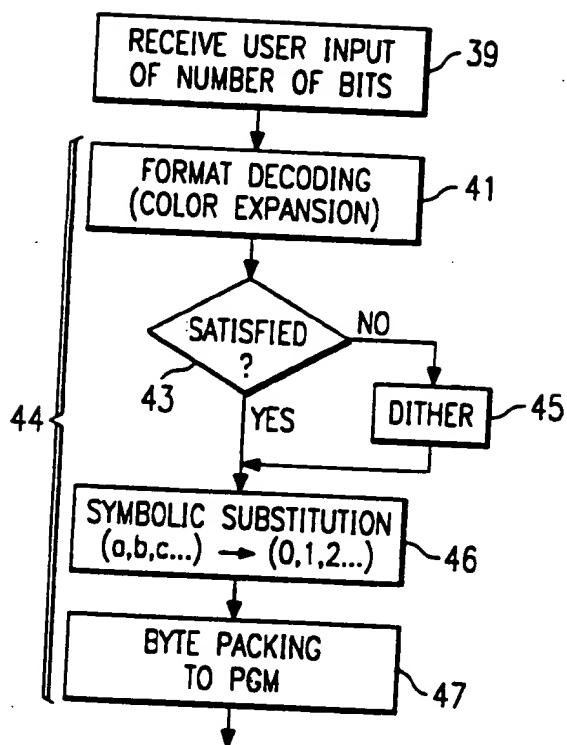 RECEIVE USER INPUT
OF NUMBER OF BITS
39
FORMAT DECODING
(COLOR EXPANSION)
41
SATISFIED
?
43
NO
YES
DITHER
45
44
SYMBOLIC SUBSTITUTION
(a,b,c...) → (0,1,2...)
46
BYTE PACKING
TO PGM
47